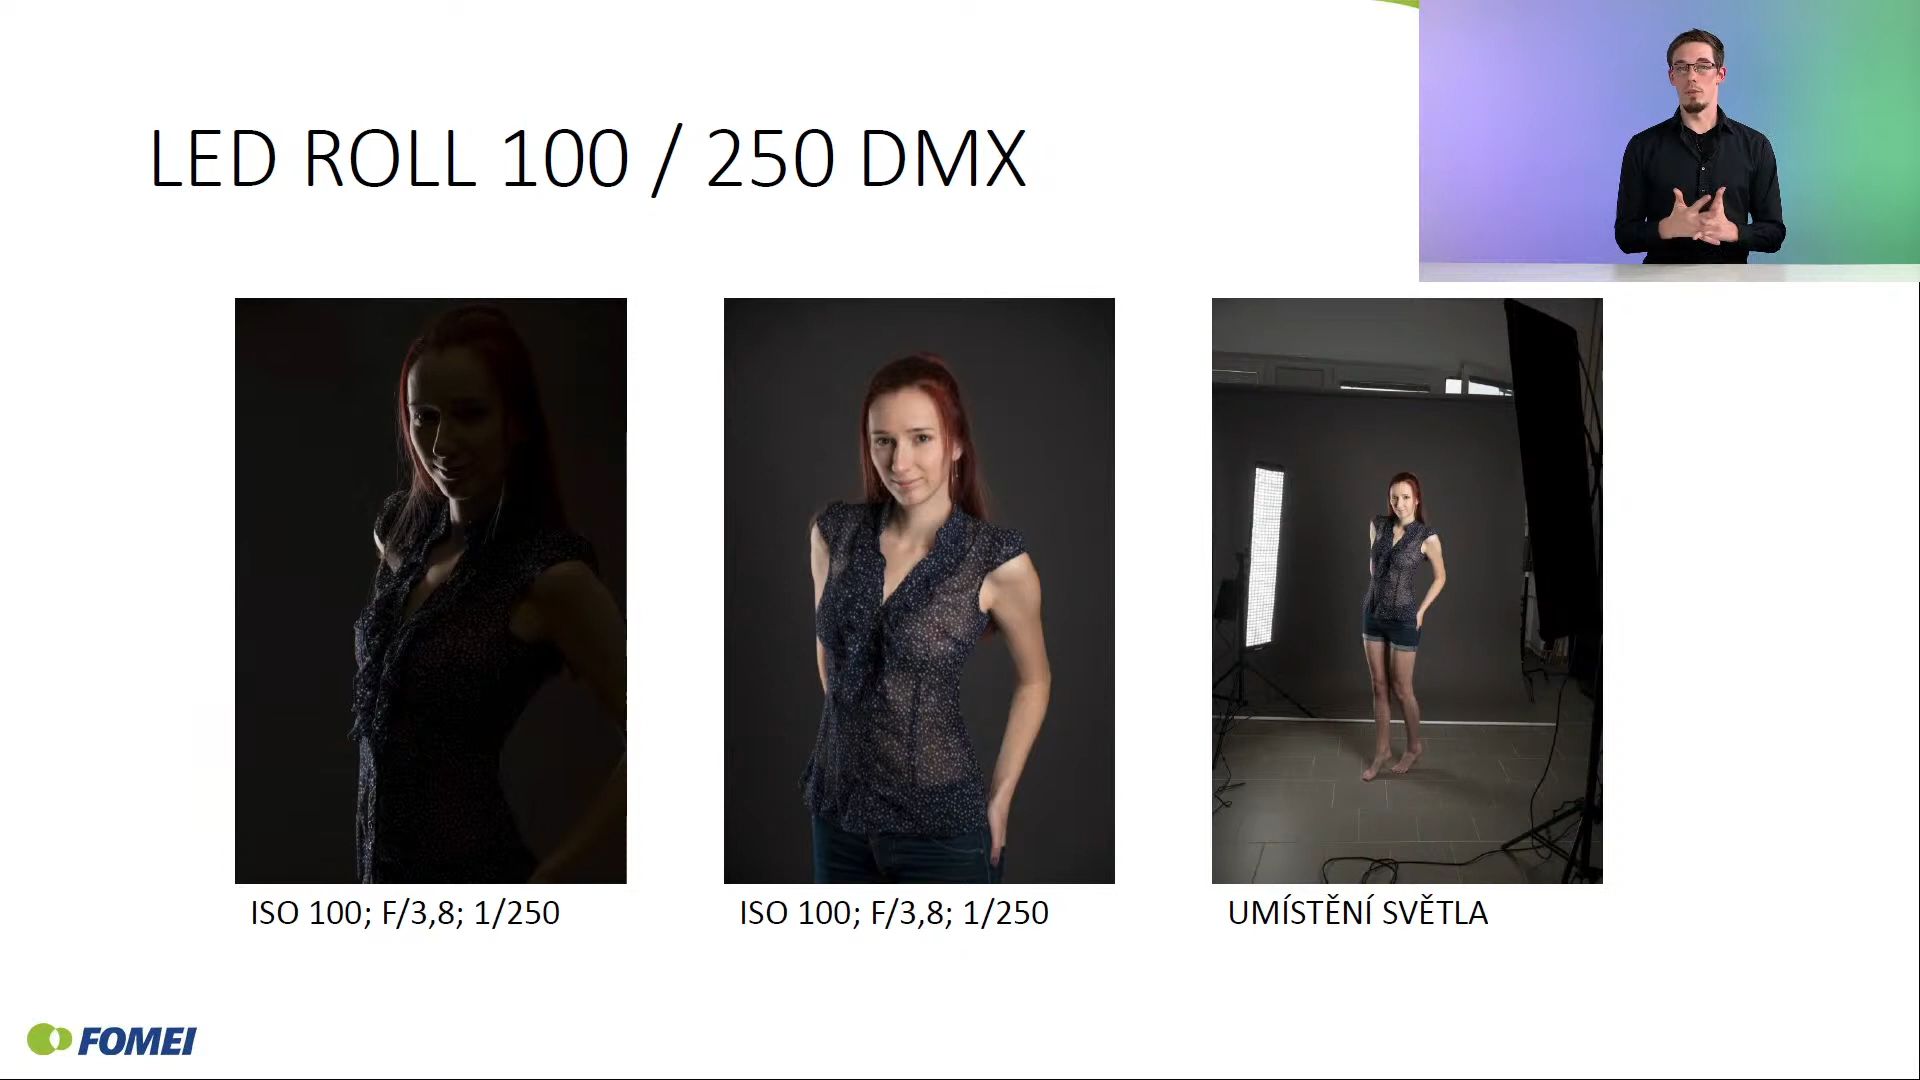 LED ROLL 100 / 250 DMX
ISO 100; F/3,8; 1/250
ISO 100; F/3,8; 1/250
UMÍSTĚNÍ SVĚTLA
FOMEI